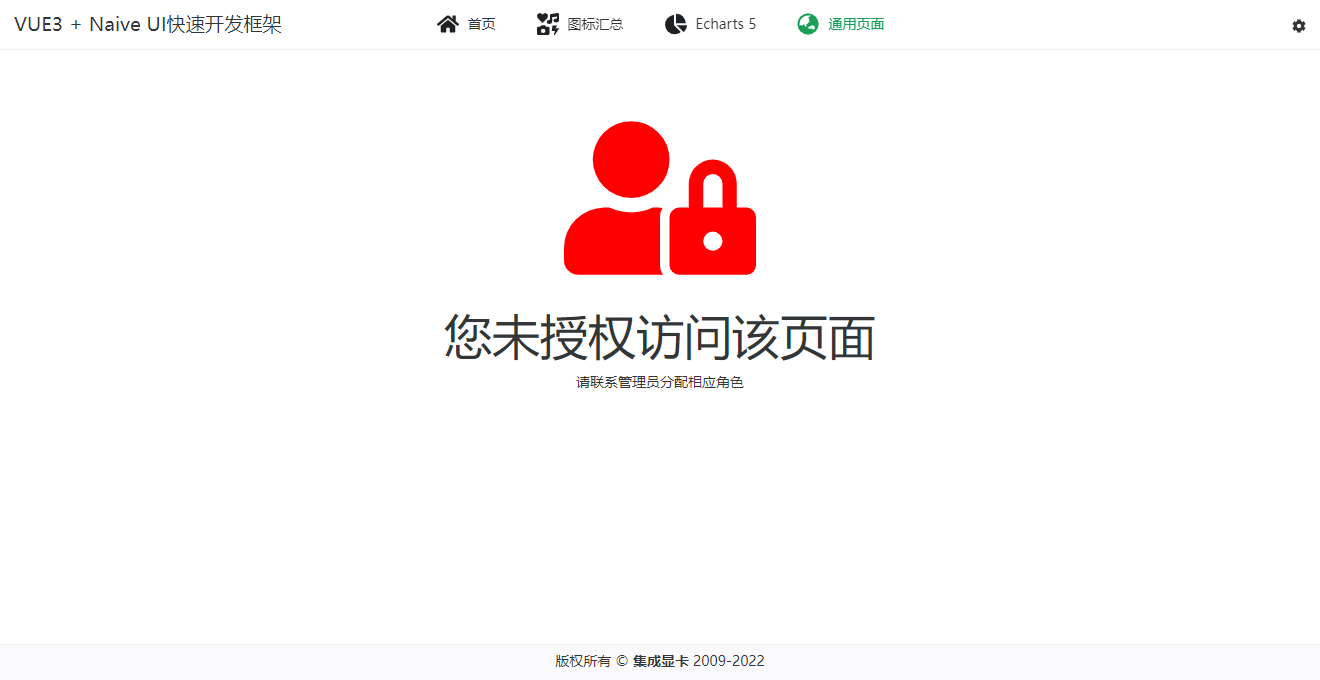 VUE3 + Naive UI快速开发框架
首页
图标汇总
Echarts 5
通用页面
您未授权访问该页面
请联系管理员分配相应角色
版权所有 © 集成显卡 2009-2022